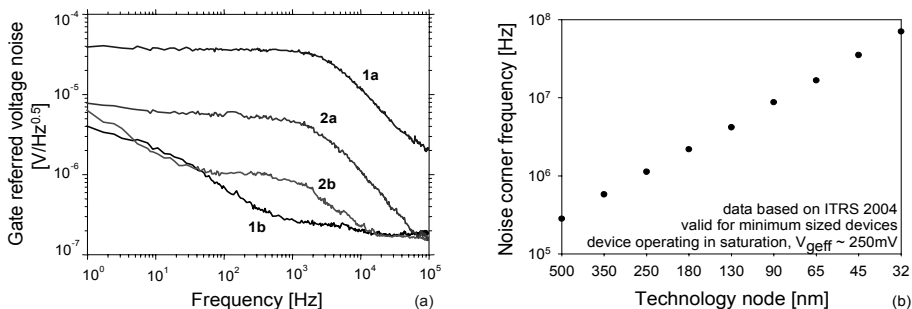 Gate referred voltage noise
[V/Hz^0.5]
10^-4
10^-5
10^-6
10^-7
1a
2a
2b
1b
10^0 10^1 10^2 10^3 10^4 10^5
Frequency [Hz]
(a)
Noise corner frequency [Hz]
10^8
10^7
10^6
10^5
data based on ITRS 2004
valid for minimum sized devices
device operating in saturation, V_geff ~ 250mV
500 350 250 180 130 90 65 45 32
Technology node [nm]
(b)